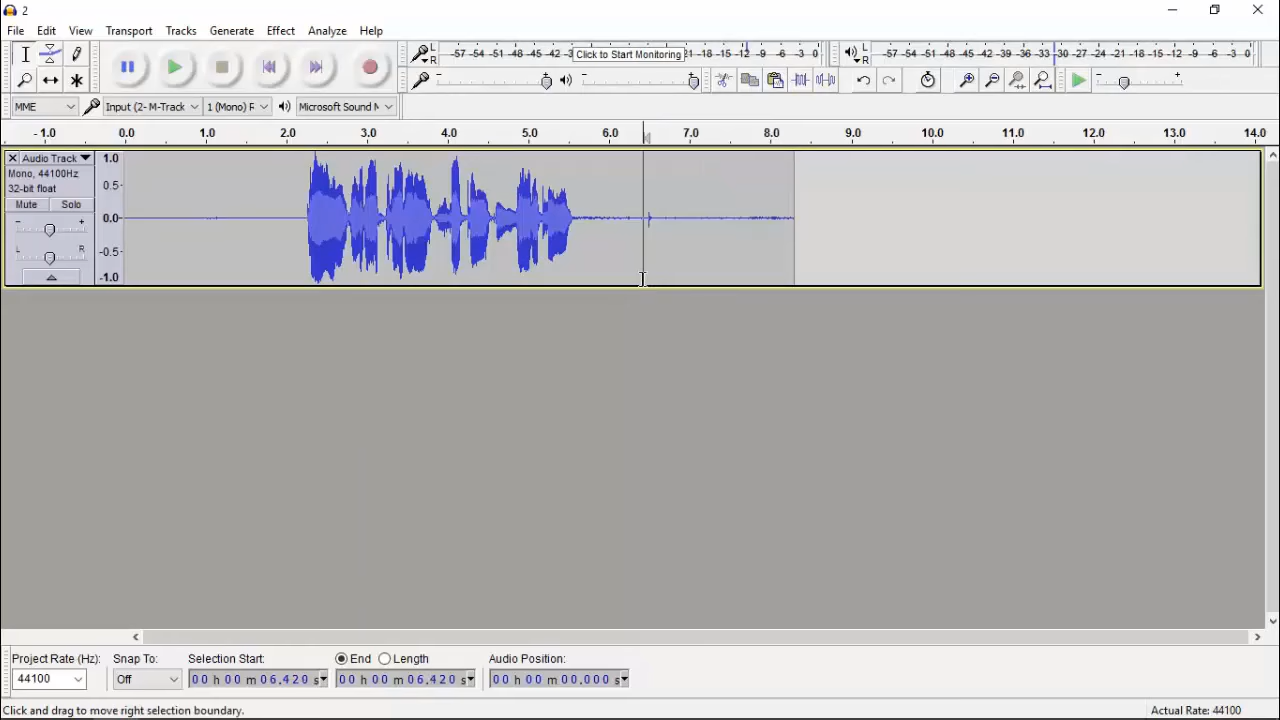 2
File Edit View Transport Tracks Generate Effect Analyze Help
L R -57 -54 -51 -48 -45 -42 -3 Click to Start Monitoring 21 -18 -15 -12 -9 -6 -3 0
L R -57 -54 -51 -48 -45 -42 -39 -36 -33 -30 -27 -24 -21 -18 -15 -12 -9 -6 -3 0
- + - + - +
MME Input (2- M-Track 1 (Mono) R Microsoft Sound M
- 1.0 0.0 1.0 2.0 3.0 4.0 5.0 6.0 7.0 8.0 9.0 10.0 11.0 12.0 13.0 14.0
Audio Track
Mono, 44100Hz
32-bit float
Mute Solo
- +
L R
1.0
0.5
0.0
-0.5
-1.0
Project Rate (Hz): Snap To: Selection Start: End Length Audio Position:
44100 Off 00 h 00 m 06,420 s 00 h 00 m 06,420 s 00 h 00 m 00,000 s
Click and drag to move right selection boundary. Actual Rate: 44100